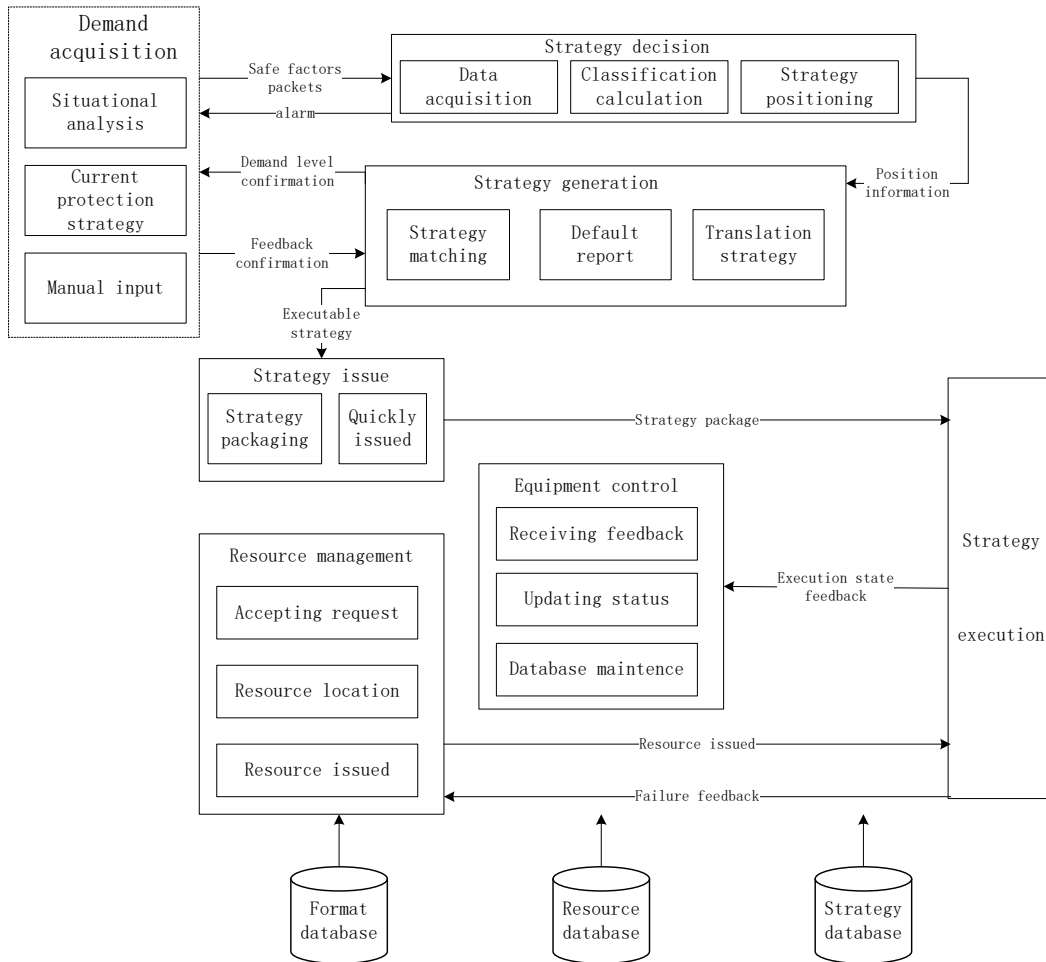 Demand
acquisition
Situational
analysis
Current
protection
strategy
Manual input
Safe factors
packets
alarm
Strategy decision
Data
acquisition
Classification
calculation
Strategy
positioning
Demand level
confirmation
Feedback
confirmation
Strategy generation
Strategy
matching
Default
report
Translation
strategy
Position
information
Executable
strategy
Strategy issue
Strategy
packaging
Quickly
issued
Strategy package
Equipment control
Receiving feedback
Updating status
Database maintence
Execution state
feedback
Strategy
execution
Resource management
Accepting request
Resource location
Resource issued
Resource issued
Failure feedback
Format
database
Resource
database
Strategy
database